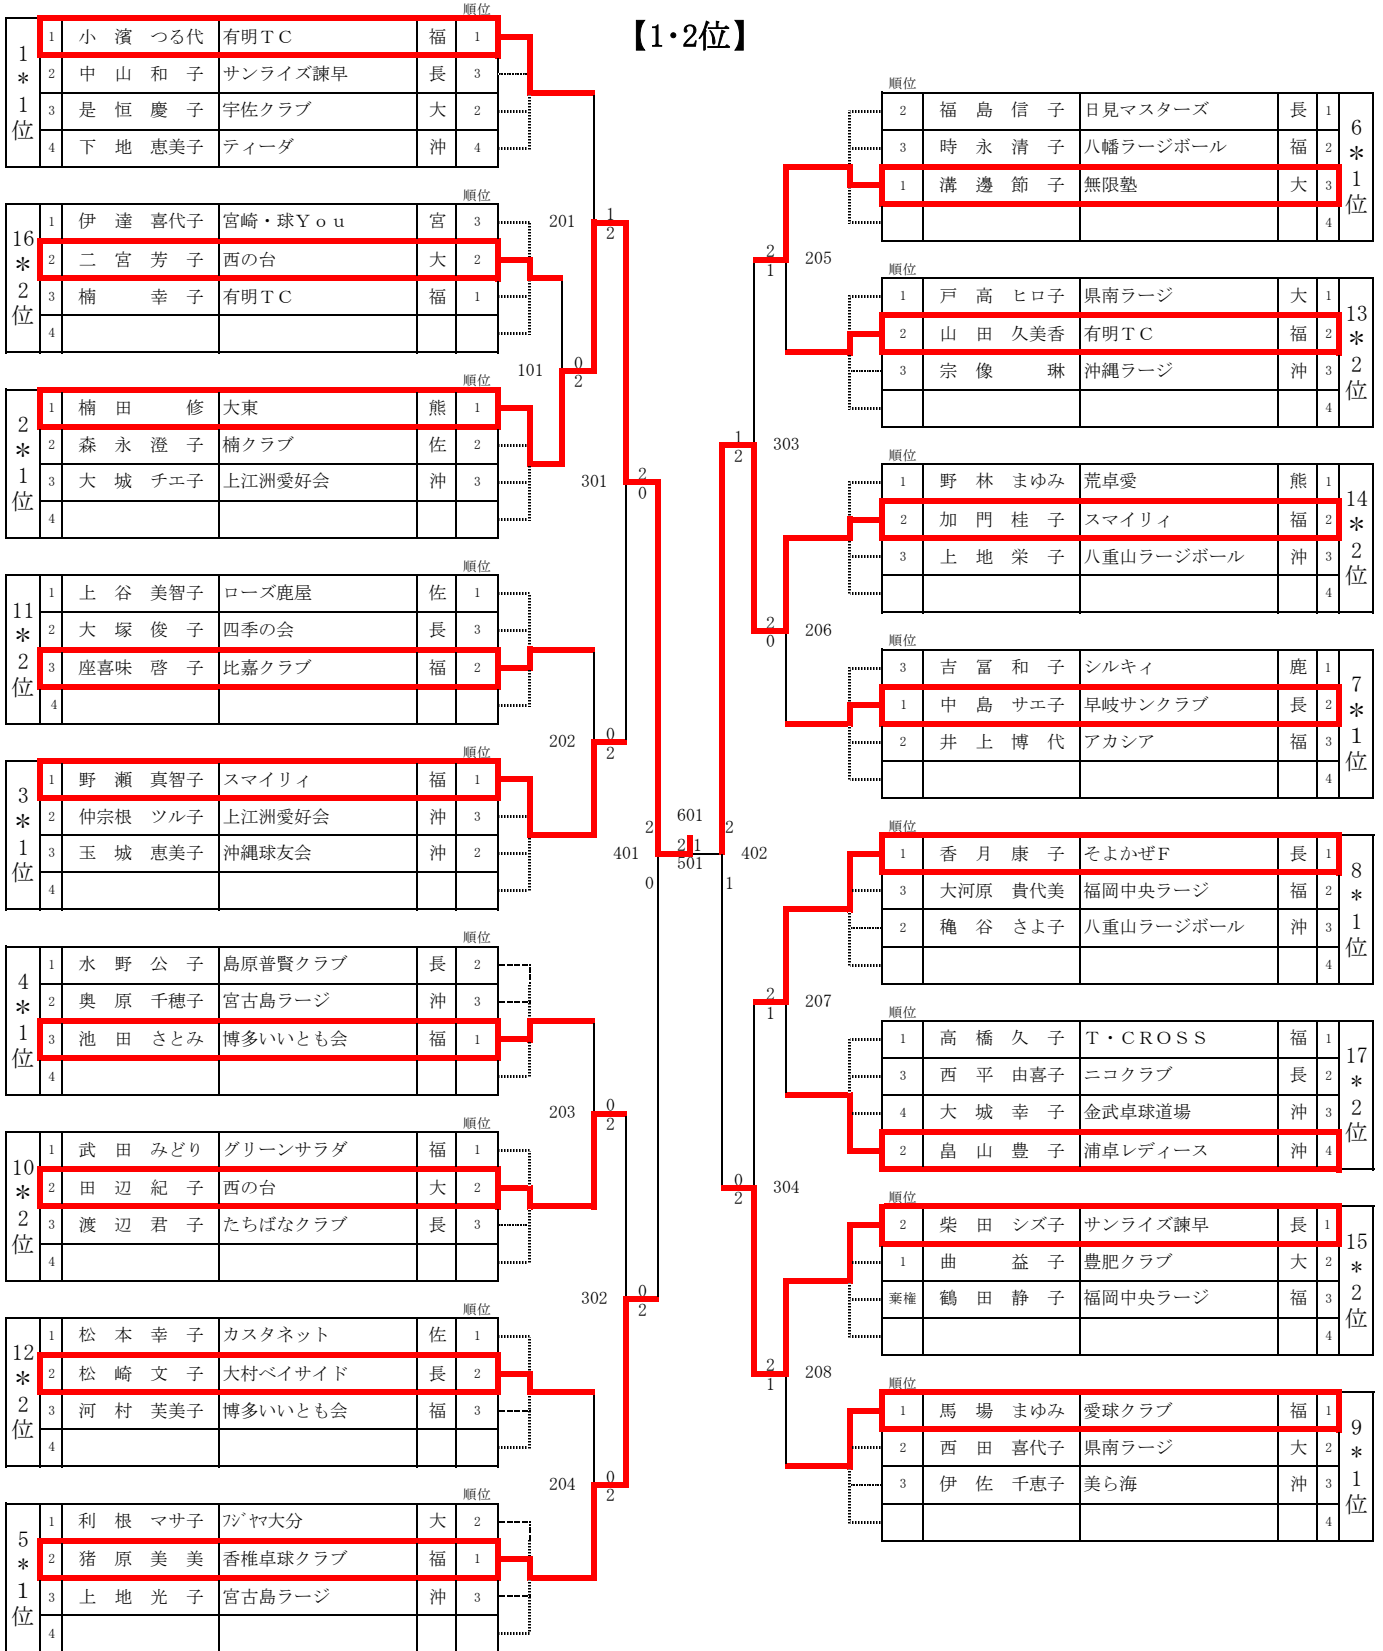 【1・2位】
順位
1*1位
1 小 濱 つる代 有明TC 福 1
2 中 山 和 子 サンライズ諫早 長 3
3 是 恒 慶 子 宇佐クラブ 大 2
4 下 地 恵美子 ティーダ 沖 4
順位
16*2位
1 伊 達 喜代子 宮崎・球You 宮 3
2 二 宮 芳 子 西の台 大 2
3 楠 幸 子 有明TC 福 1
4
順位
2*1位
1 楠 田 修 大東 熊 1
2 森 永 澄 子 楠クラブ 佐 2
3 大 城 チエ子 上江洲愛好会 沖 3
4
順位
11*2位
1 上 谷 美智子 ローズ鹿屋 佐 1
2 大 塚 俊 子 四季の会 長 3
3 座喜味 啓 子 比嘉クラブ 福 2
4
順位
3*1位
1 野 瀬 真智子 スマイリィ 福 1
2 仲宗根 ツル子 上江洲愛好会 沖 3
3 玉 城 恵美子 沖縄球友会 沖 2
4
順位
4*1位
1 水 野 公 子 島原普賢クラブ 長 2
2 奥 原 千穂子 宮古島ラージ 沖 3
3 池 田 さとみ 博多いいとも会 福 1
4
順位
10*2位
1 武 田 みどり グリーンサラダ 福 1
2 田 辺 紀 子 西の台 大 2
3 渡 辺 君 子 たちばなクラブ 長 3
4
順位
12*2位
1 松 本 幸 子 カスタネット 佐 1
2 松 崎 文 子 大村ベイサイド 長 2
3 河 村 芙美子 博多いいとも会 福 3
4
順位
5*1位
1 利 根 マサ子 フジヤ大分 大 2
2 猪 原 美 美 香椎卓球クラブ 福 1
3 上 地 光 子 宮古島ラージ 沖 3
4
201
1
2
101
0
2
301
2
0
202
0
2
203
0
2
302
0
2
204
0
2
401
2
0
601
2 1
501
402
2
1
205
2
1
303
1
2
206
2
0
207
2
1
304
0
2
208
2
1
順位
2 福 島 信 子 日見マスターズ 長 1
3 時 永 清 子 八幡ラージボール 福 2
1 溝 邊 節 子 無限塾 大 3
4
6*1位
順位
1 戸 高 ヒロ子 県南ラージ 大 1
2 山 田 久美香 有明TC 福 2
3 宗 像 琳 沖縄ラージ 沖 3
4
13*2位
順位
1 野 林 まゆみ 荒卓愛 熊 1
2 加 門 桂 子 スマイリィ 福 2
3 上 地 栄 子 八重山ラージボール 沖 3
4
14*2位
順位
3 吉 冨 和 子 シルキィ 鹿 1
1 中 島 サエ子 早岐サンクラブ 長 2
2 井 上 博 代 アカシア 福 3
4
7*1位
順位
1 香 月 康 子 そよかぜF 長 1
3 大河原 貴代美 福岡中央ラージ 福 2
2 穐 谷 さよ子 八重山ラージボール 沖 3
4
8*1位
順位
1 高 橋 久 子 T・CROSS 福 1
3 西 平 由喜子 ニコクラブ 長 2
4 大 城 幸 子 金武卓球道場 沖 3
2 畠 山 豊 子 浦卓レディース 沖 4
17*2位
順位
2 柴 田 シズ子 サンライズ諫早 長 1
1 曲 益 子 豊肥クラブ 大 2
棄権 鶴 田 静 子 福岡中央ラージ 福 3
4
15*2位
順位
1 馬 場 まゆみ 愛球クラブ 福 1
2 西 田 喜代子 県南ラージ 大 2
3 伊 佐 千恵子 美ら海 沖 3
4
9*1位